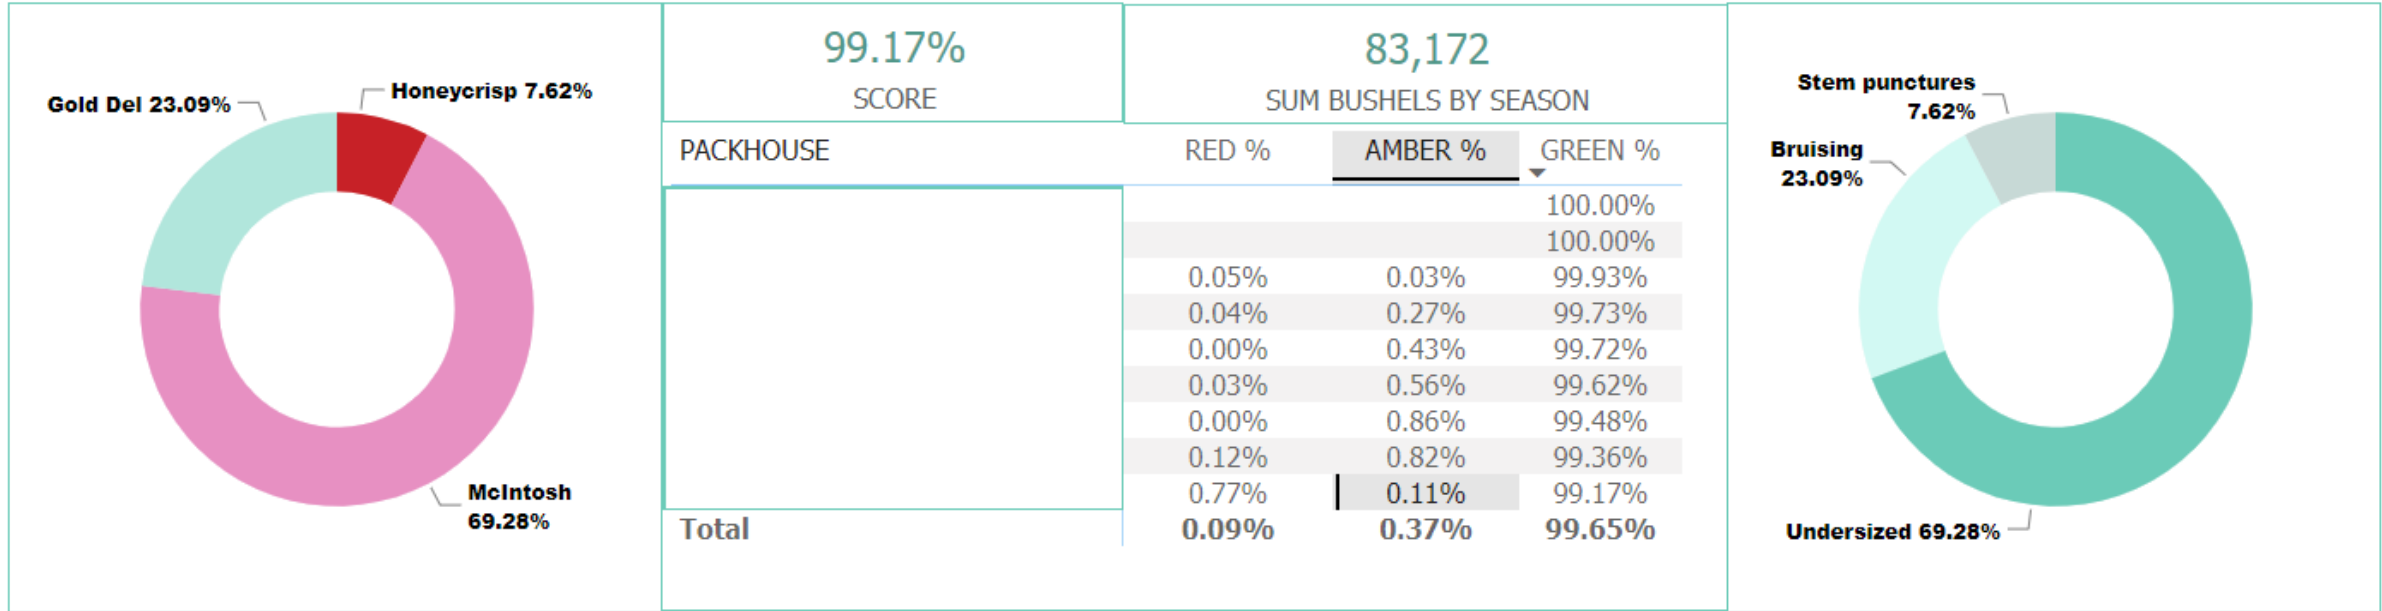 Gold Del 23.09%
Honeycrisp 7.62%
McIntosh
69.28%
99.17%
SCORE
83,172
SUM BUSHELS BY SEASON
PACKHOUSE RED % AMBER % GREEN %
100.00%
100.00%
0.05% 0.03% 99.93%
0.04% 0.27% 99.73%
0.00% 0.43% 99.72%
0.03% 0.56% 99.62%
0.00% 0.86% 99.48%
0.12% 0.82% 99.36%
0.77% 0.11% 99.17%
Total 0.09% 0.37% 99.65%
Stem punctures
7.62%
Bruising
23.09%
Undersized 69.28%